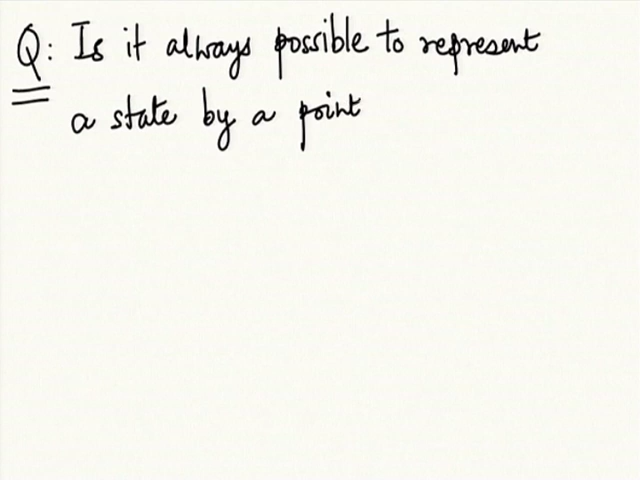 Q: Is it always possible to represent
a state by a point